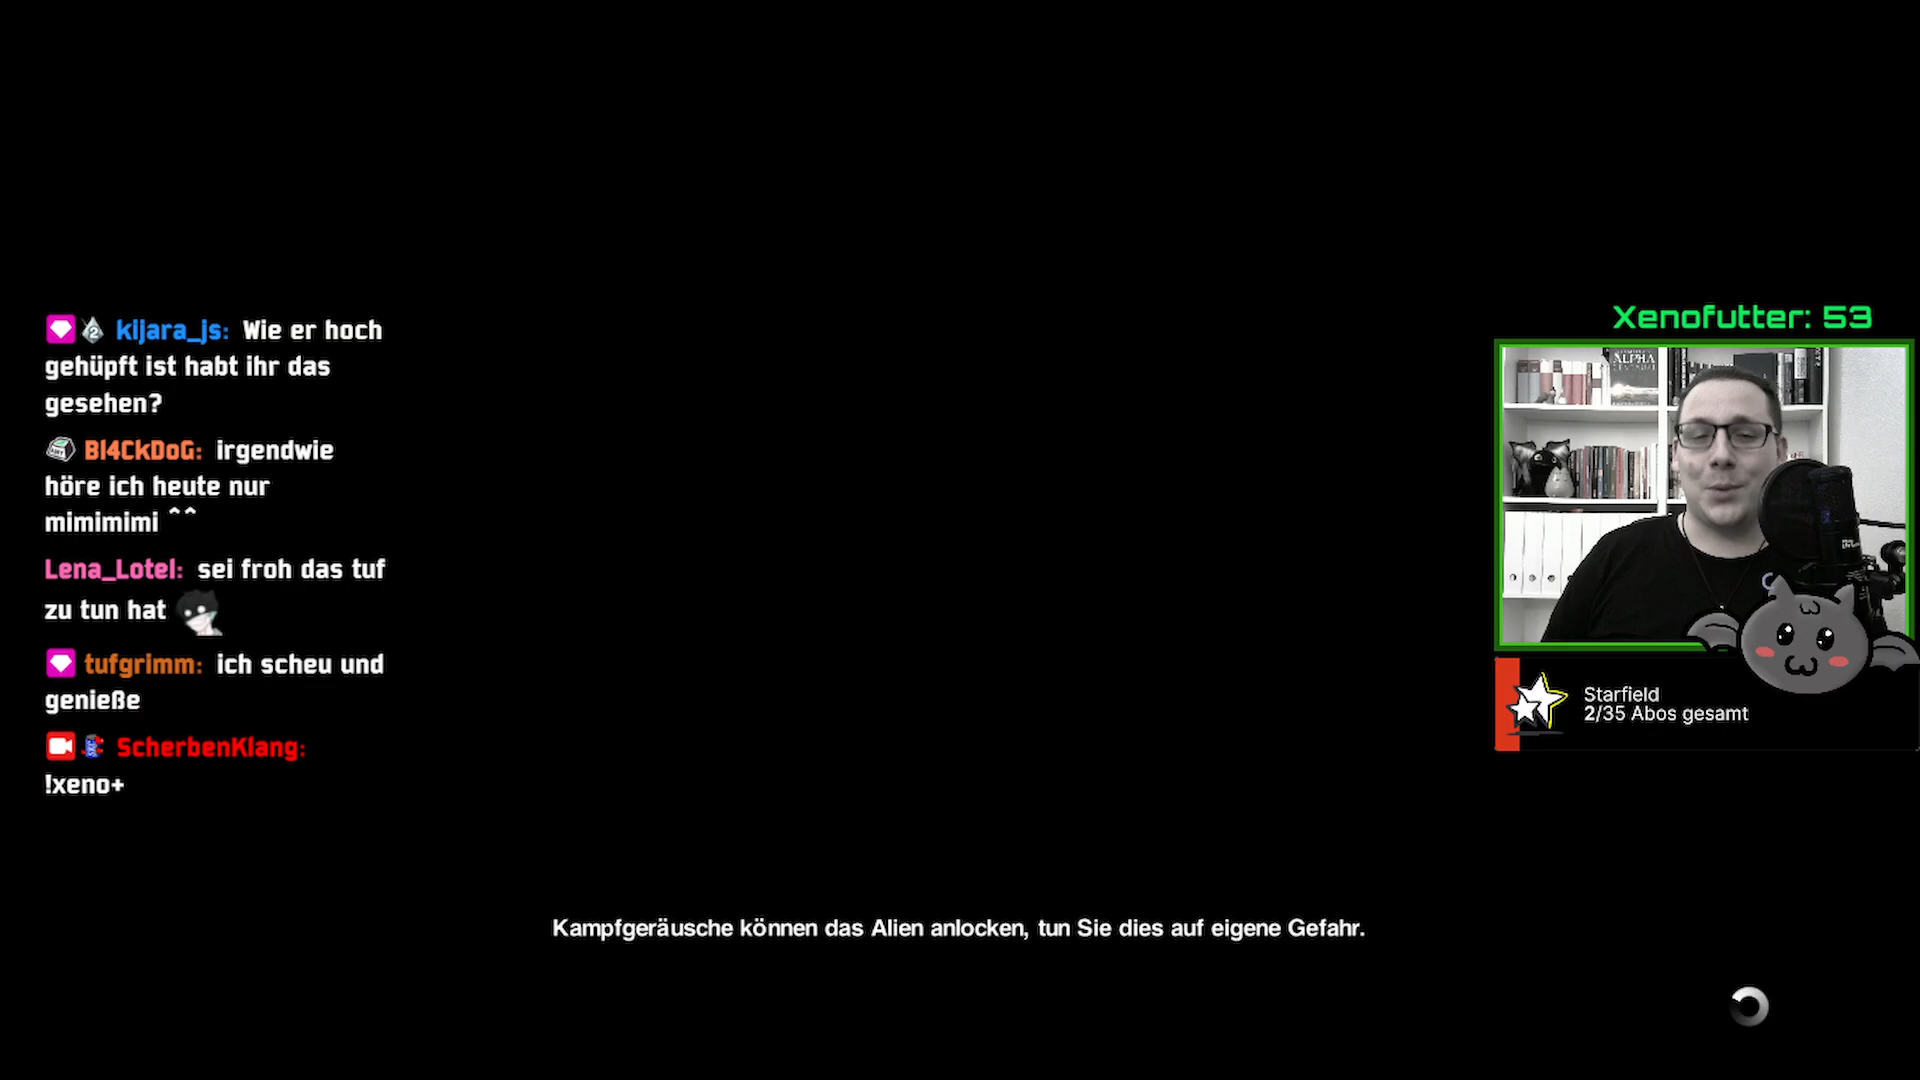 kijara_js: Wie er hoch
gehüpft ist habt ihr das
gesehen?
Bl4CkDoG: irgendwie
höre ich heute nur
mimimimi ^^
Lena_Lotel: sei froh das tuf
zu tun hat
tufgrimm: ich scheu und
genieße
ScherbenKlang:
!xeno+
Xenofutter: 53
ALPHA
Starfield
2/35 Abos gesamt
Kampfgeräusche können das Alien anlocken, tun Sie dies auf eigene Gefahr.